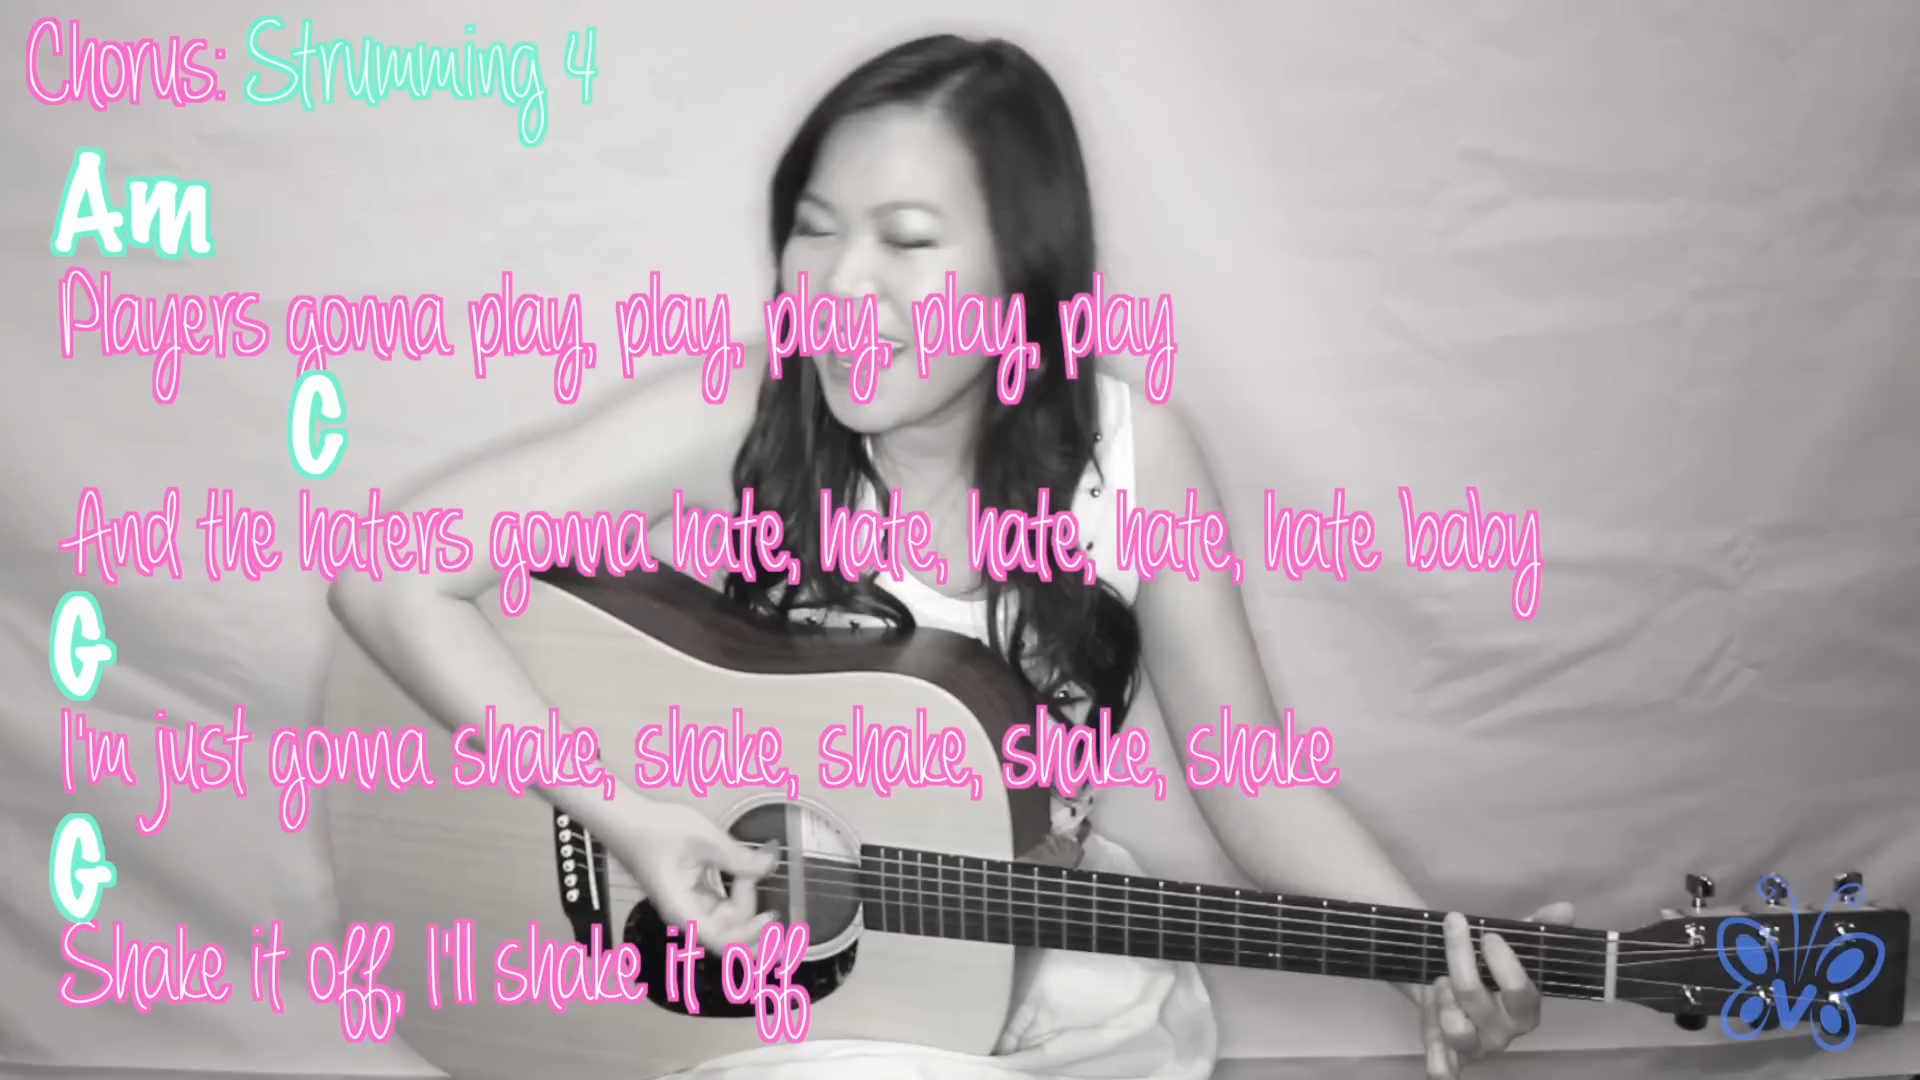 Chorus: Strumming 4
Am
Players gonna play, play, play, play, play
C
And the haters gonna hate, hate, hate, hate, hate baby
G
I'm just gonna shake, shake, shake, shake, shake
G
Shake it off, I'll shake it off
V